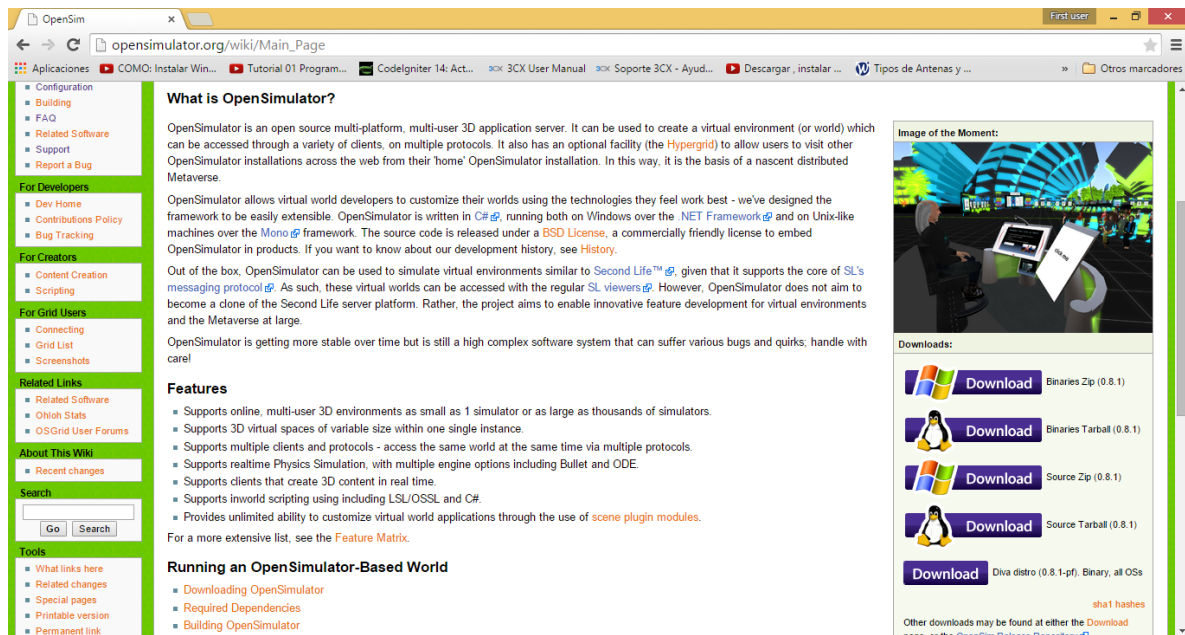 OpenSim
First user
opensimulator.org/wiki/Main_Page
Aplicaciones
COMO: Instalar Win...
Tutorial 01 Program...
CodeIgniter 14: Act...
3CX User Manual
Soporte 3CX - Ayud...
Descargar , instalar ...
Tipos de Antenas y ...
»
Otros marcadores
Configuration
Building
FAQ
Related Software
Support
Report a Bug
For Developers
Dev Home
Contributions Policy
Bug Tracking
For Creators
Content Creation
Scripting
For Grid Users
Connecting
Grid List
Screenshots
Related Links
Related Software
Ohloh Stats
OSGrid User Forums
About This Wiki
Recent changes
Search
Go Search
Tools
What links here
Related changes
Special pages
Printable version
Permanent link
What is OpenSimulator?
OpenSimulator is an open source multi-platform, multi-user 3D application server. It can be used to create a virtual environment (or world) which
can be accessed through a variety of clients, on multiple protocols. It also has an optional facility (the Hypergrid) to allow users to visit other
OpenSimulator installations across the web from their 'home' OpenSimulator installation. In this way, it is the basis of a nascent distributed
Metaverse.
OpenSimulator allows virtual world developers to customize their worlds using the technologies they feel work best - we've designed the
framework to be easily extensible. OpenSimulator is written in C#, running both on Windows over the .NET Framework and on Unix-like
machines over the Mono framework. The source code is released under a BSD License, a commercially friendly license to embed
OpenSimulator in products. If you want to know about our development history, see History.
Out of the box, OpenSimulator can be used to simulate virtual environments similar to Second Life™, given that it supports the core of SL's
messaging protocol. As such, these virtual worlds can be accessed with the regular SL viewers. However, OpenSimulator does not aim to
become a clone of the Second Life server platform. Rather, the project aims to enable innovative feature development for virtual environments
and the Metaverse at large.
OpenSimulator is getting more stable over time but is still a high complex software system that can suffer various bugs and quirks; handle with
care!
Features
Supports online, multi-user 3D environments as small as 1 simulator or as large as thousands of simulators.
Supports 3D virtual spaces of variable size within one single instance.
Supports multiple clients and protocols - access the same world at the same time via multiple protocols.
Supports realtime Physics Simulation, with multiple engine options including Bullet and ODE.
Supports clients that create 3D content in real time.
Supports inworld scripting using including LSL/OSSL and C#.
Provides unlimited ability to customize virtual world applications through the use of scene plugin modules.
For a more extensive list, see the Feature Matrix.
Running an OpenSimulator-Based World
Downloading OpenSimulator
Required Dependencies
Building OpenSimulator
Image of the Moment:
click me
Downloads:
Download Binaries Zip (0.8.1)
Download Binaries Tarball (0.8.1)
Download Source Zip (0.8.1)
Download Source Tarball (0.8.1)
Download Diva distro (0.8.1-pf). Binary, all OSs
sha1 hashes
Other downloads may be found at either the Download
page, or the OpenSim Release Repository